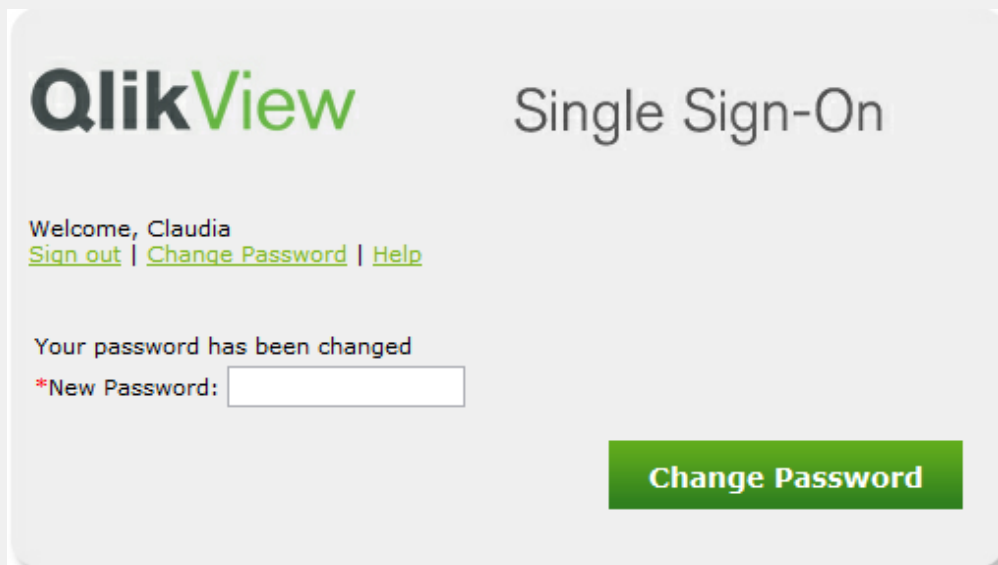 QlikView Single Sign-On
Welcome, Claudia
Sign out | Change Password | Help
Your password has been changed
*New Password:
Change Password